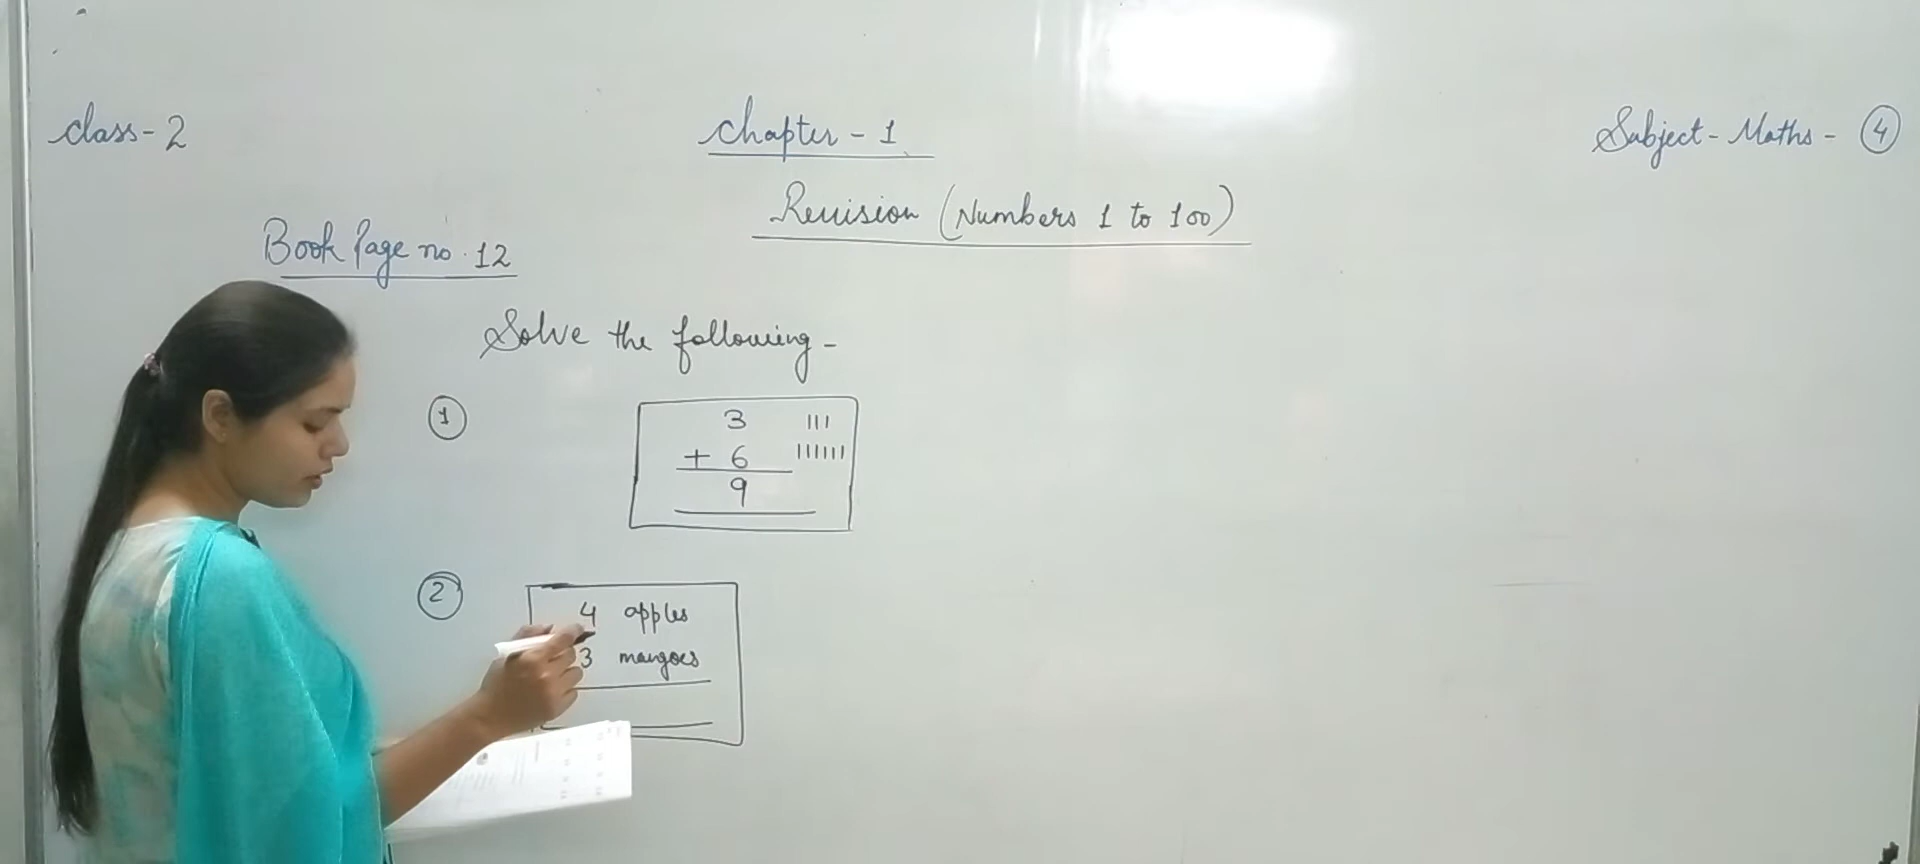 Class - 2
Chapter - 1
Subject - Maths - 4
Revision (Numbers 1 to 100)
Book Page no. 12
Solve the following -
1
3
+ 6
9
2
4 apples
3 mangoes